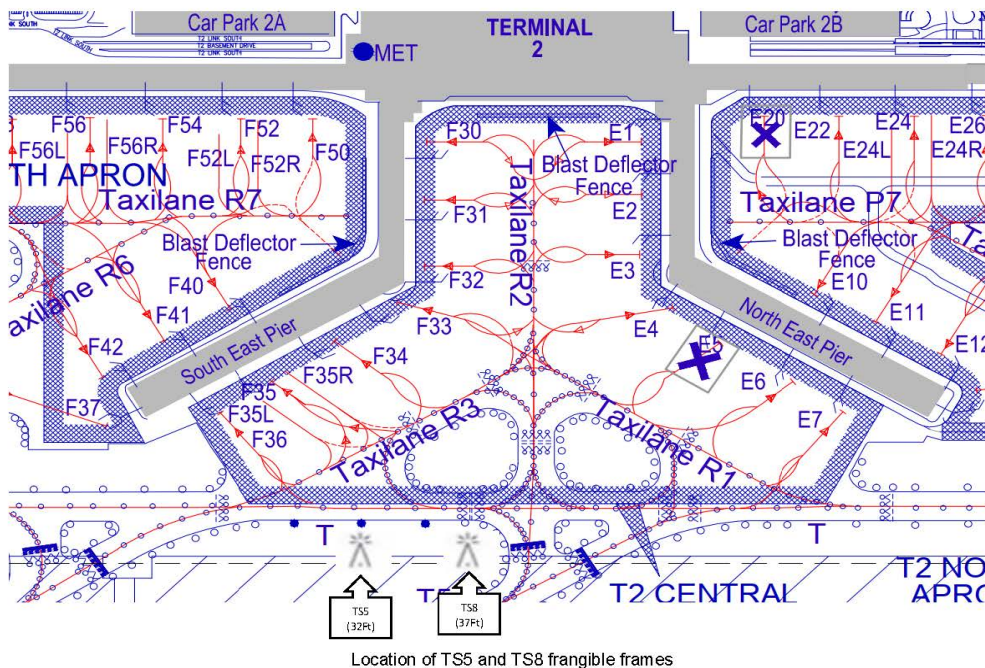 Car Park 2A
TERMINAL
2
Car Park 2B
T2 LINK SOUTH
T2 LINK SOUTH
T2 BASEMENT DRIVE
T2 LINK SOUTH
MET
F56
F54
F52
F50
F56L
F56R
F52L
F52R
F30
E1
E20
E22
E24
E26
E24L
E24R
Blast Deflector
Fence
TH APRON
Taxilane R7
F31
Taxilane R2
E2
Taxilane P7
Blast Deflector
Fence
Blast Deflector
Fence
Taxilane R6
F40
F32
E3
E10
F41
F33
E4
E11
F42
South East Pier
F34
E5
North East Pier
E12
F35R
F35
E6
F37
F35L
F36
Taxilane R3
Taxilane R1
E7
T
T
T2 CENTRAL
T2 NO
APRO
TS5
(32Ft)
TS8
(37Ft)
Location of TS5 and TS8 frangible frames